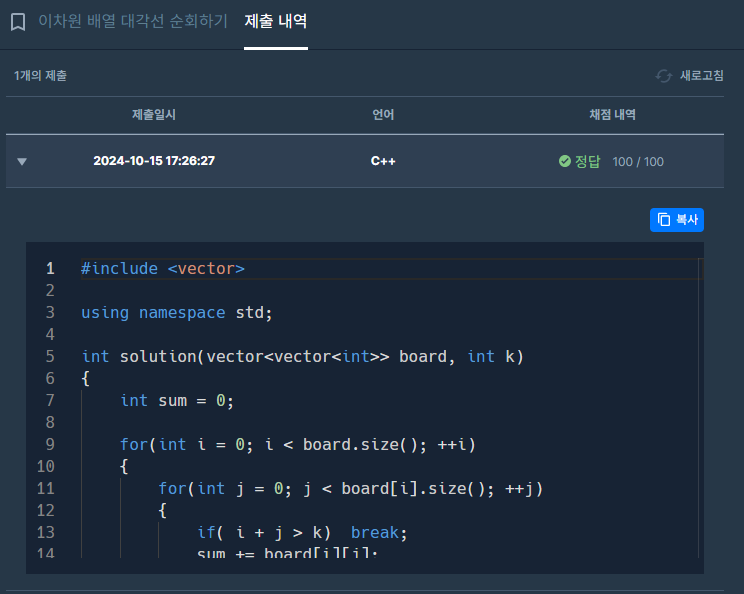 이차원 배열 대각선 순회하기 제출 내역
1개의 제출 새로고침
제출일시 언어 채점 내역
2024-10-15 17:26:27 C++ 정답 100 / 100
복사
1 #include <vector>
2
3 using namespace std;
4
5 int solution(vector<vector<int>> board, int k)
6 {
7 int sum = 0;
8
9 for(int i = 0; i < board.size(); ++i)
10 {
11 for(int j = 0; j < board[i].size(); ++j)
12 {
13 if( i + j > k)  break;
14 sum += board[i][j];